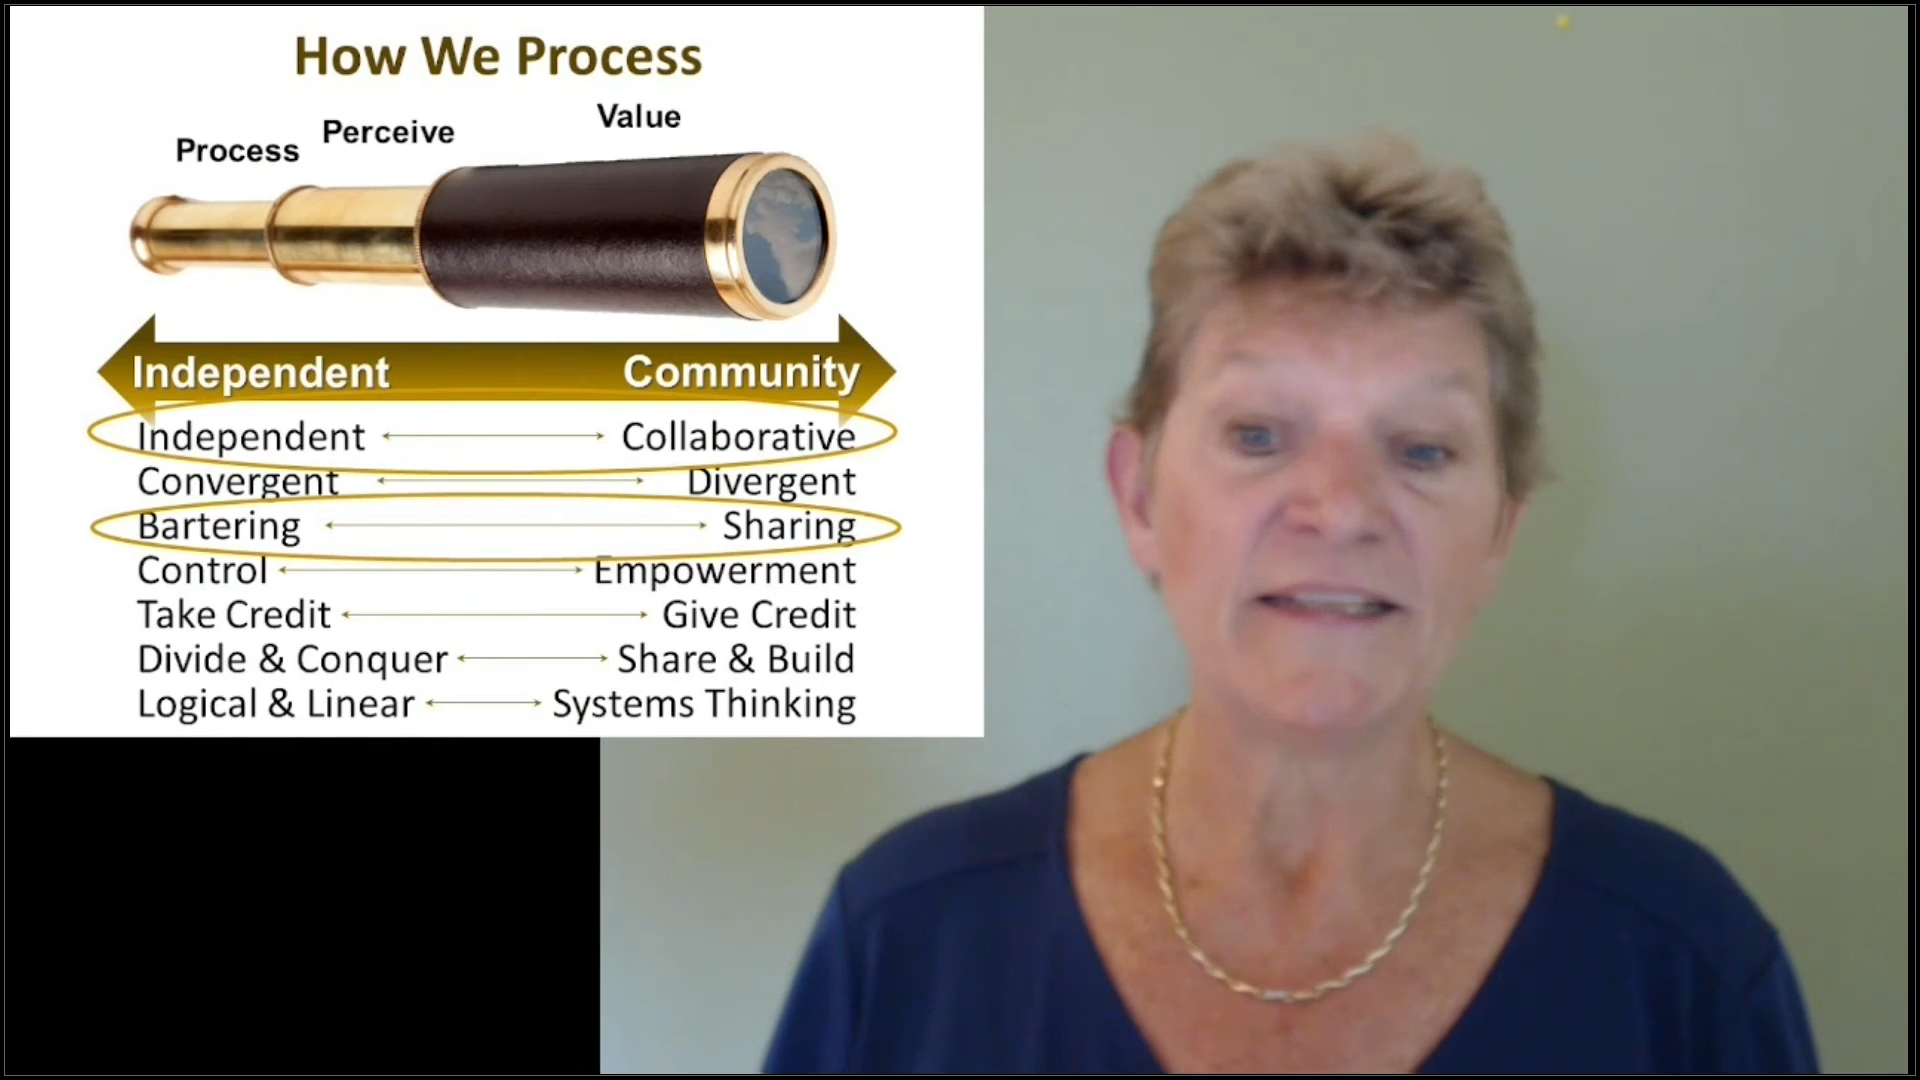 How We Process
Process Perceive Value
Independent Community
Independent Collaborative
Convergent Divergent
Bartering Sharing
Control Empowerment
Take Credit Give Credit
Divide & Conquer Share & Build
Logical & Linear Systems Thinking